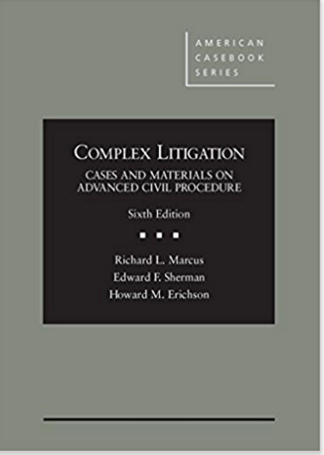 AMERICAN
CASEBOOK
SERIES
COMPLEX LITIGATION
CASES AND MATERIALS ON
ADVANCED CIVIL PROCEDURE
Sixth Edition
Richard L. Marcus
Edward F. Sherman
Howard M. Erichson